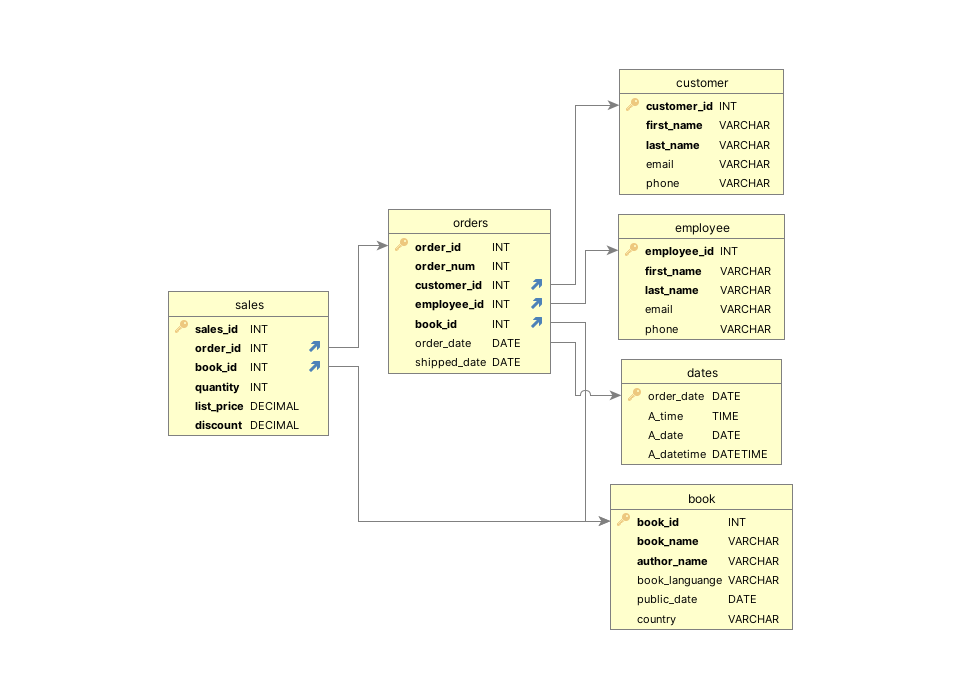 customer
customer_id INT
first_name VARCHAR
last_name VARCHAR
email VARCHAR
phone VARCHAR
orders
order_id INT
order_num INT
customer_id INT
employee_id INT
book_id INT
order_date DATE
shipped_date DATE
employee
employee_id INT
first_name VARCHAR
last_name VARCHAR
email VARCHAR
phone VARCHAR
sales
sales_id INT
order_id INT
book_id INT
quantity INT
list_price DECIMAL
discount DECIMAL
dates
order_date DATE
A_time TIME
A_date DATE
A_datetime DATETIME
book
book_id INT
book_name VARCHAR
author_name VARCHAR
book_languange VARCHAR
public_date DATE
country VARCHAR